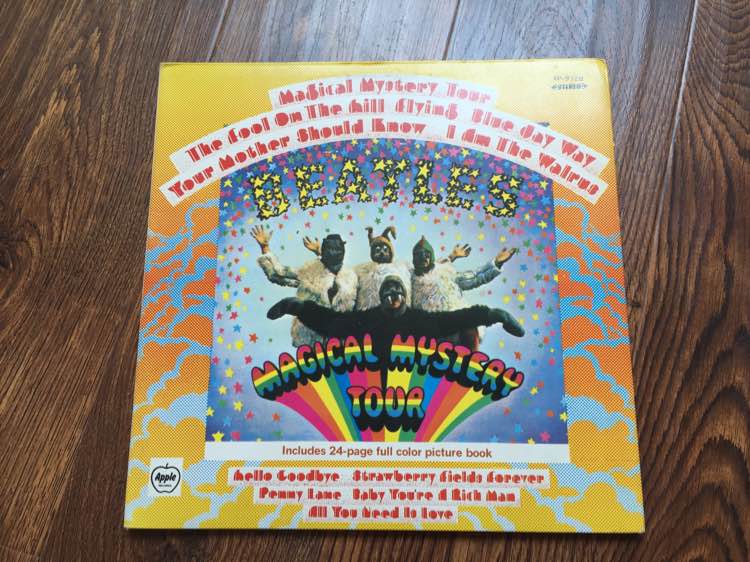 AP-8728
Magical Mystery Tour
The Fool On The Hill Flying Blue Jay Way
Your Mother Should Know I Am The Walrus
BEATLES
MAGICAL MYSTERY
TOUR
Includes 24-page full color picture book
Hello Goodbye Strawberry Fields Forever
Penny Lane Baby You're A Rich Man
All You Need Is Love
Apple